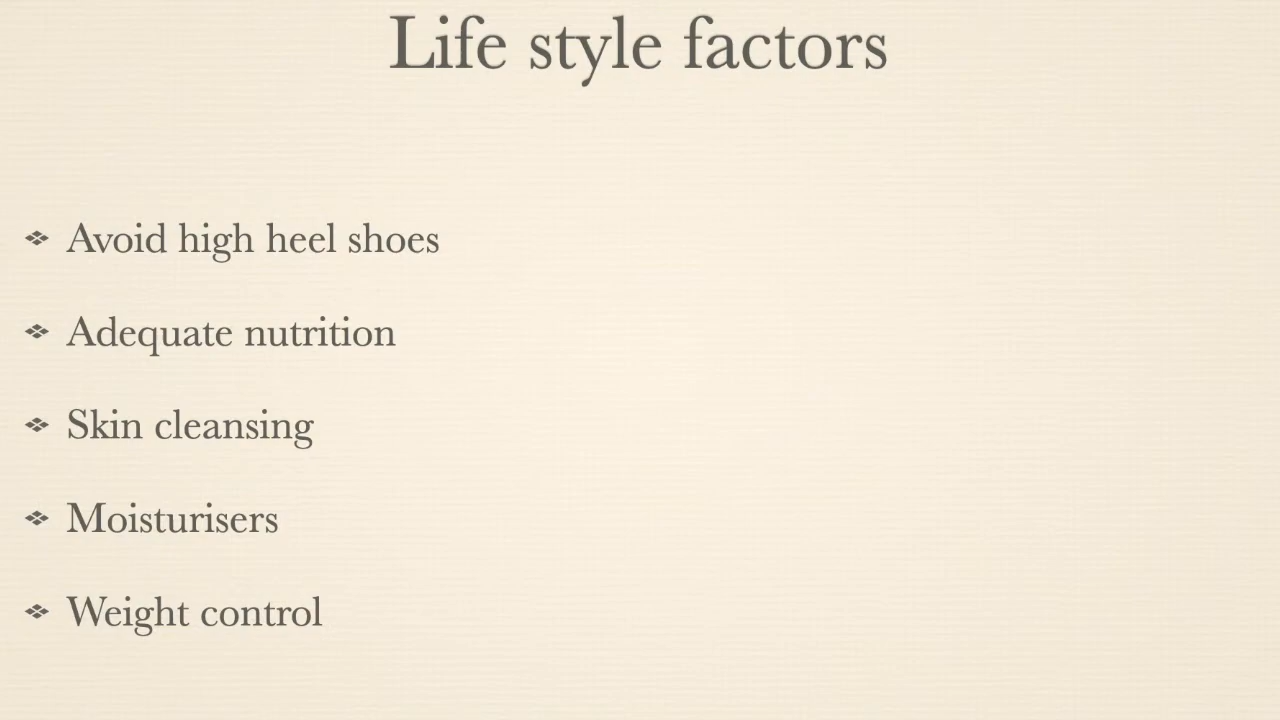 Life style factors
Avoid high heel shoes
Adequate nutrition
Skin cleansing
Moisturisers
Weight control